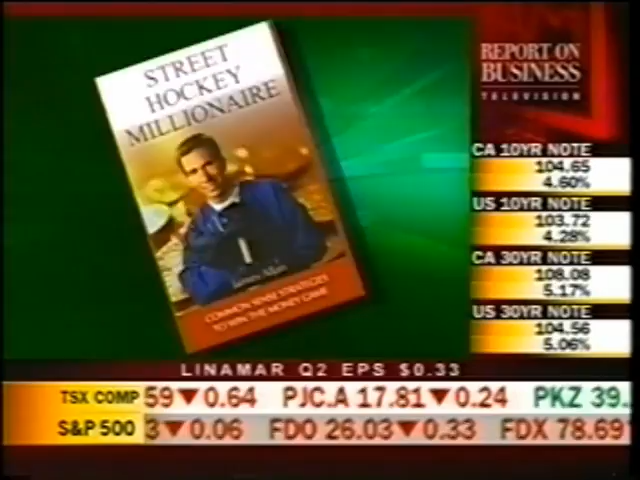 STREET
HOCKEY
MILLIONAIRE
James Allan
COMMON SENSE STRATEGIES
TO WIN THE MONEY GAME
REPORT ON
BUSINESS
TELEVISION
CA 10YR NOTE
104.65
4.60%
US 10YR NOTE
103.72
4.28%
CA 30YR NOTE
108.08
5.17%
US 30YR NOTE
104.56
5.06%
LINAMAR Q2 EPS $0.33
TSX COMP 59▼0.64 PJC.A 17.81▼0.24 PKZ 39.
S&P 500 3▼0.06 FDO 26.03▼0.33 FDX 78.69